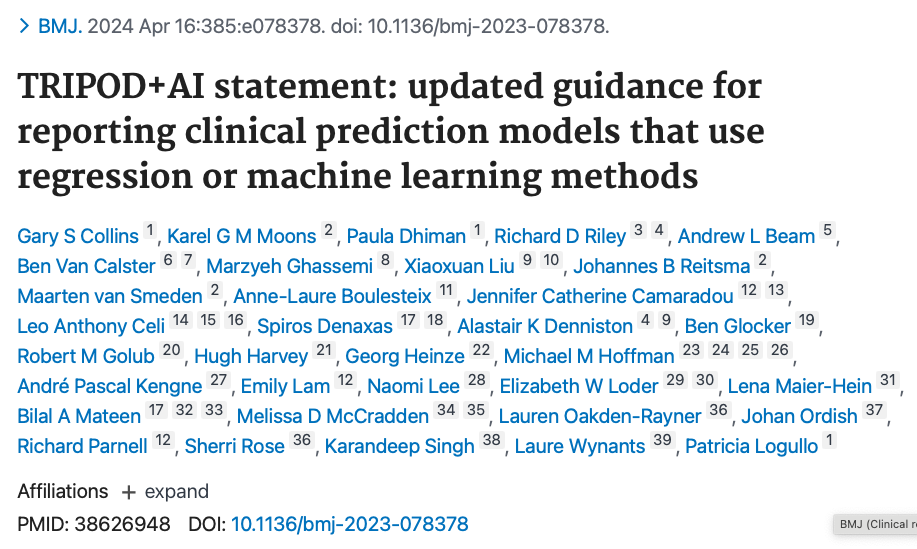 > BMJ. 2024 Apr 16:385:e078378. doi: 10.1136/bmj-2023-078378.
TRIPOD+AI statement: updated guidance for
reporting clinical prediction models that use
regression or machine learning methods
Gary S Collins 1, Karel G M Moons 2, Paula Dhiman 1, Richard D Riley 3 4, Andrew L Beam 5,
Ben Van Calster 6 7, Marzyeh Ghassemi 8, Xiaoxuan Liu 9 10, Johannes B Reitsma 2,
Maarten van Smeden 2, Anne-Laure Boulesteix 11, Jennifer Catherine Camaradou 12 13,
Leo Anthony Celi 14 15 16, Spiros Denaxas 17 18, Alastair K Denniston 4 9, Ben Glocker 19,
Robert M Golub 20, Hugh Harvey 21, Georg Heinze 22, Michael M Hoffman 23 24 25 26,
André Pascal Kengne 27, Emily Lam 12, Naomi Lee 28, Elizabeth W Loder 29 30, Lena Maier-Hein 31,
Bilal A Mateen 17 32 33, Melissa D McCradden 34 35, Lauren Oakden-Rayner 36, Johan Ordish 37,
Richard Parnell 12, Sherri Rose 36, Karandeep Singh 38, Laure Wynants 39, Patricia Logullo 1
Affiliations + expand
PMID: 38626948 DOI: 10.1136/bmj-2023-078378
BMJ (Clinical re